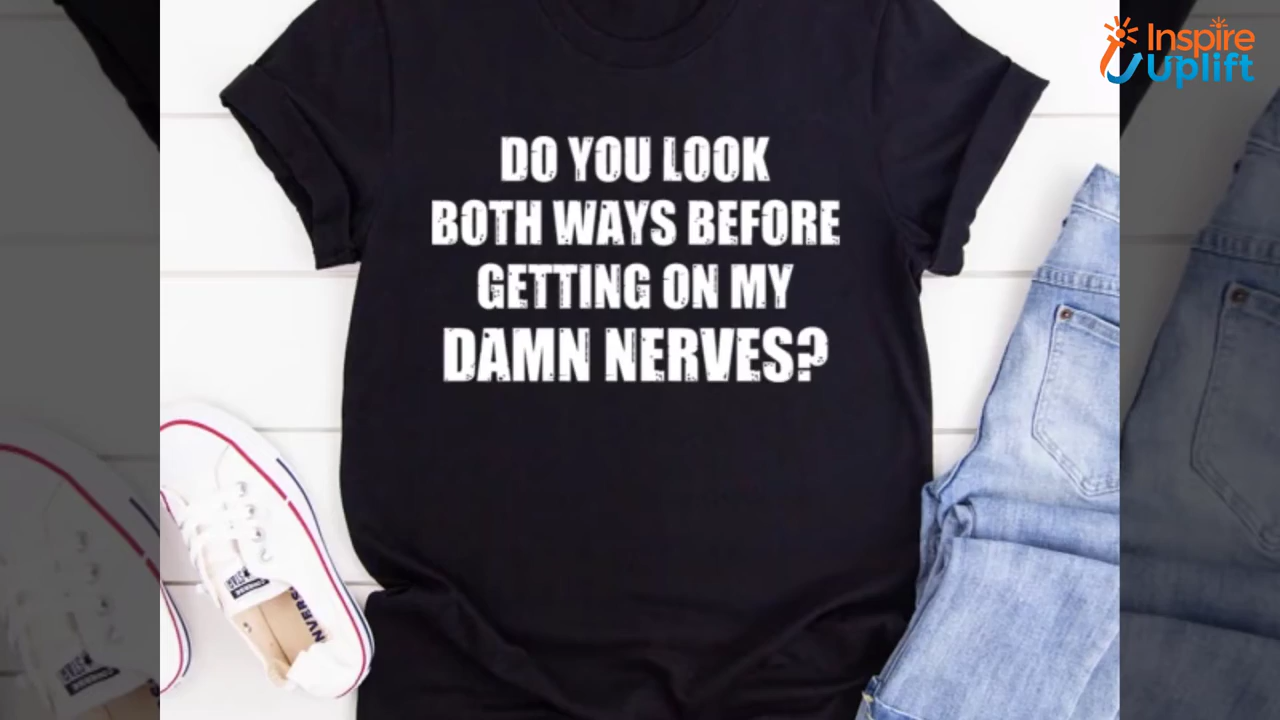 Inspire
Uplift
DO YOU LOOK
BOTH WAYS BEFORE
GETTING ON MY
DAMN NERVES?